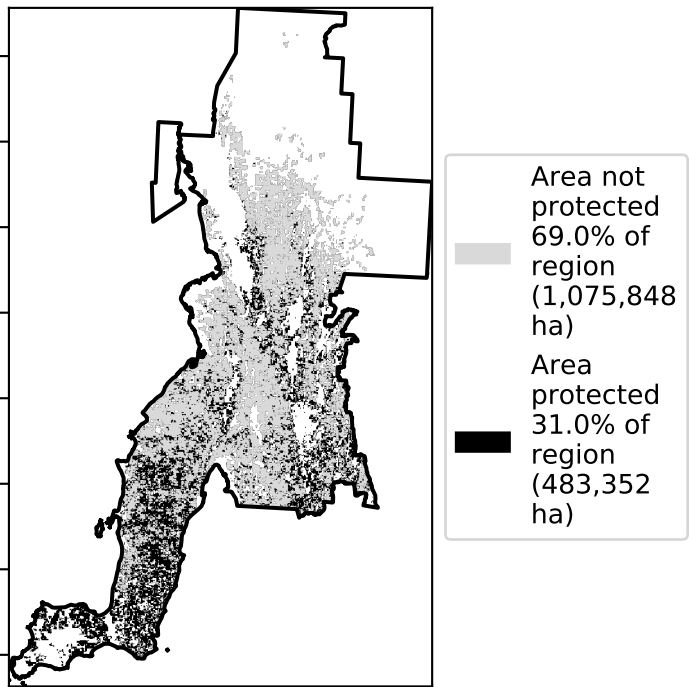 Area not
protected
69.0% of
region
(1,075,848
ha)
Area
protected
31.0% of
region
(483,352
ha)